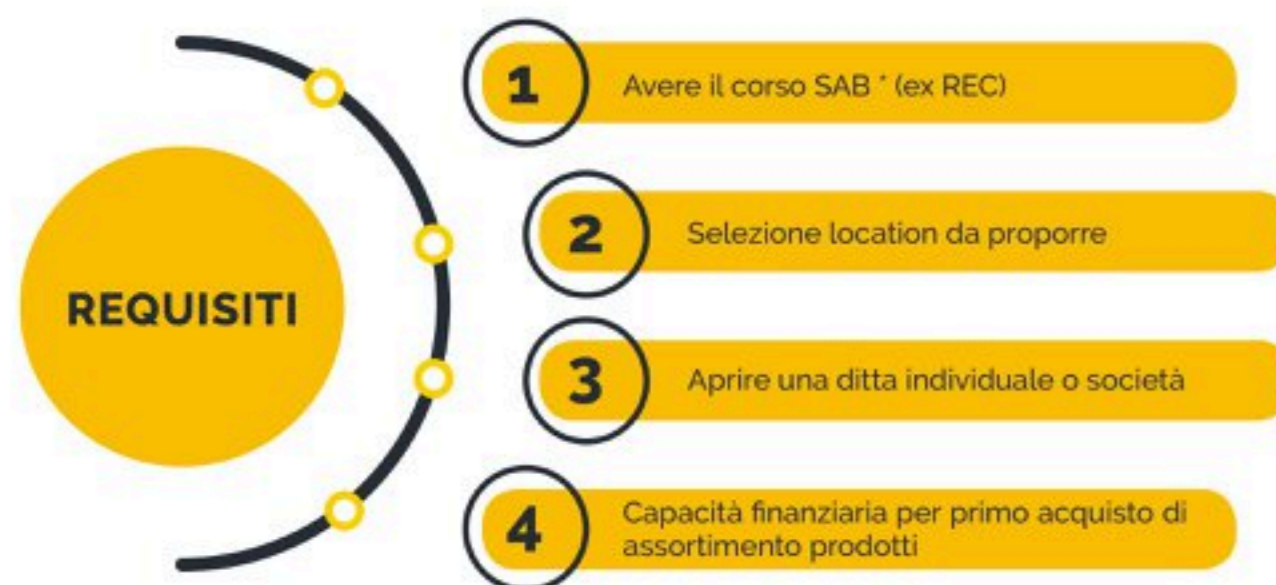 REQUISITI
1
Avere il corso SAB * (ex REC)
2
Selezione location da proporre
3
Aprire una ditta individuale o società
4
Capacità finanziaria per primo acquisto di
assortimento prodotti